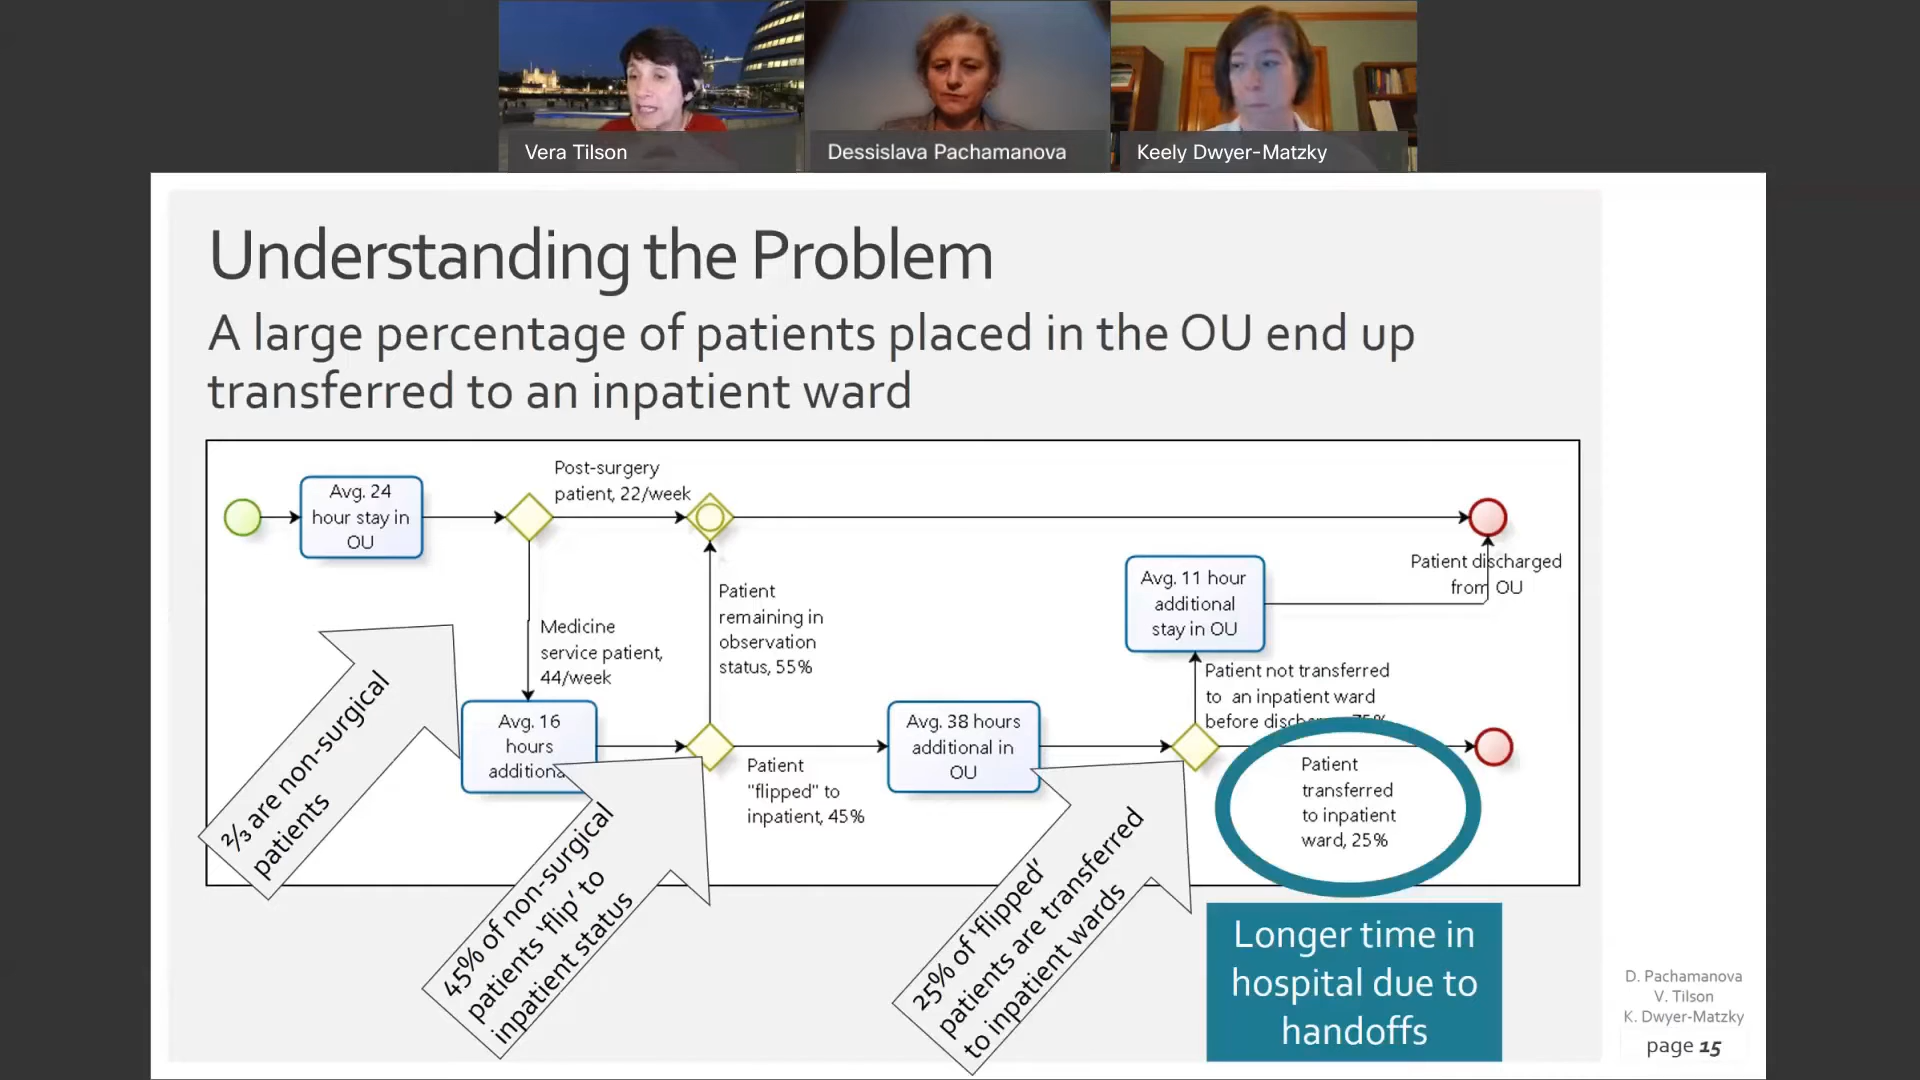 Vera Tilson
Dessislava Pachamanova
Keely Dwyer-Matzky
Understanding the Problem
A large percentage of patients placed in the OU end up
transferred to an inpatient ward
Avg. 24
hour stay in
OU
Post-surgery
patient, 22/week
Medicine
service patient,
44/week
Avg. 16
hours
Patient
remaining in
observation
status, 55%
Patient
"flipped" to
inpatient, 45%
Avg. 38 hours
additional in
OU
Avg. 11 hour
additional
stay in OU
Patient discharged
from OU
Patient not transferred
to an inpatient ward
before
Patient
transferred
to inpatient
ward, 25%
⅔ are non-surgical
patients
45% of non-surgical
patients ‘flip’ to
inpatient status
25% of ‘flipped’
patients are transferred
to inpatient wards
Longer time in
hospital due to
handoffs
D. Pachamanova
V. Tilson
K. Dwyer-Matzky
page 15